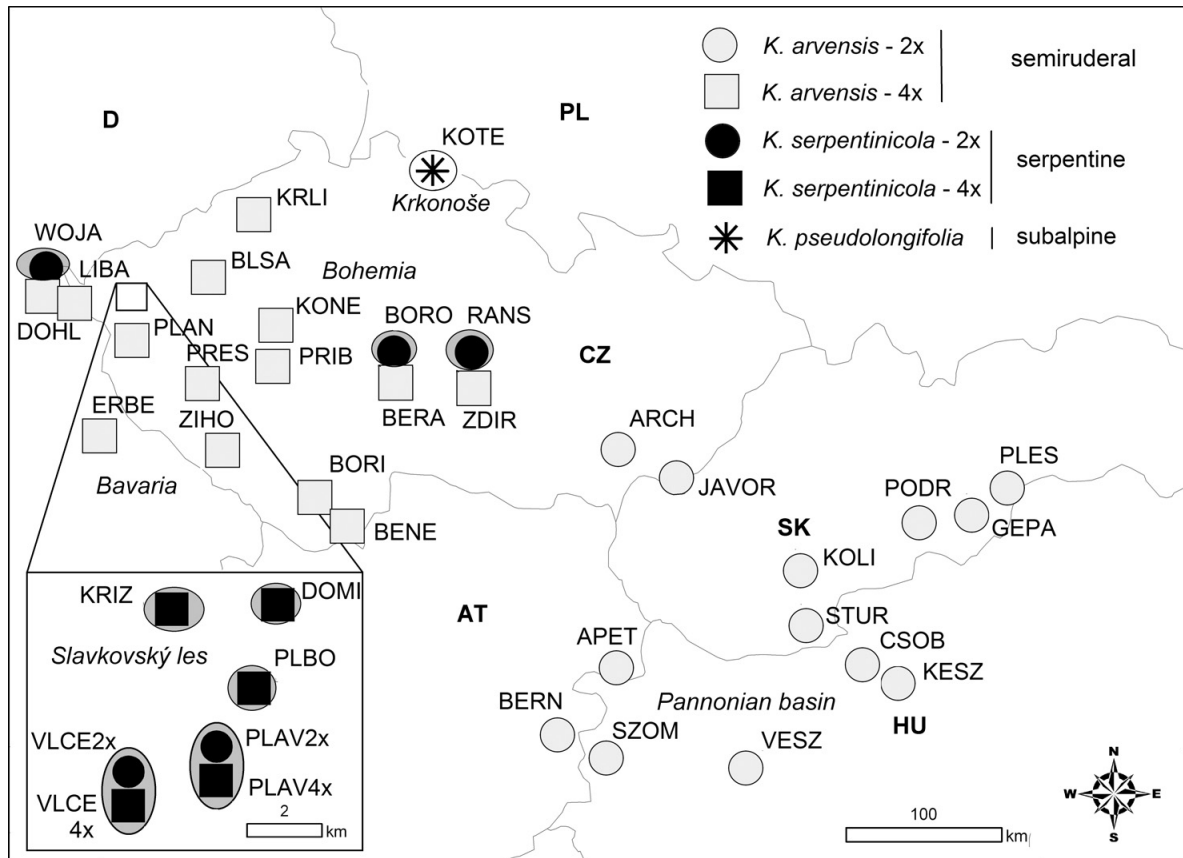 K. arvensis - 2x
semiruderal
K. arvensis - 4x
D
PL
KOTE
K. serpentinicola - 2x
serpentine
K. serpentinicola - 4x
KRLI
Krkonoše
K. pseudolongifolia
subalpine
WOJA
LIBA
BLSA
Bohemia
KONE
BORO
RANS
DOHL
PLAN
PRES
PRIB
CZ
ERBE
ZIHO
BERA
ZDIR
ARCH
BORI
JAVOR
PLES
Bavaria
PODR
BENE
GEPA
SK
KOLI
KRIZ
DOMI
AT
STUR
Slavkovský les
PLBO
APET
CSOB
KESZ
BERN
Pannonian basin
HU
VLCE2x
PLAV2x
SZOM
VESZ
VLCE
4x
PLAV4x
2
km
100
km
N
W
E
S